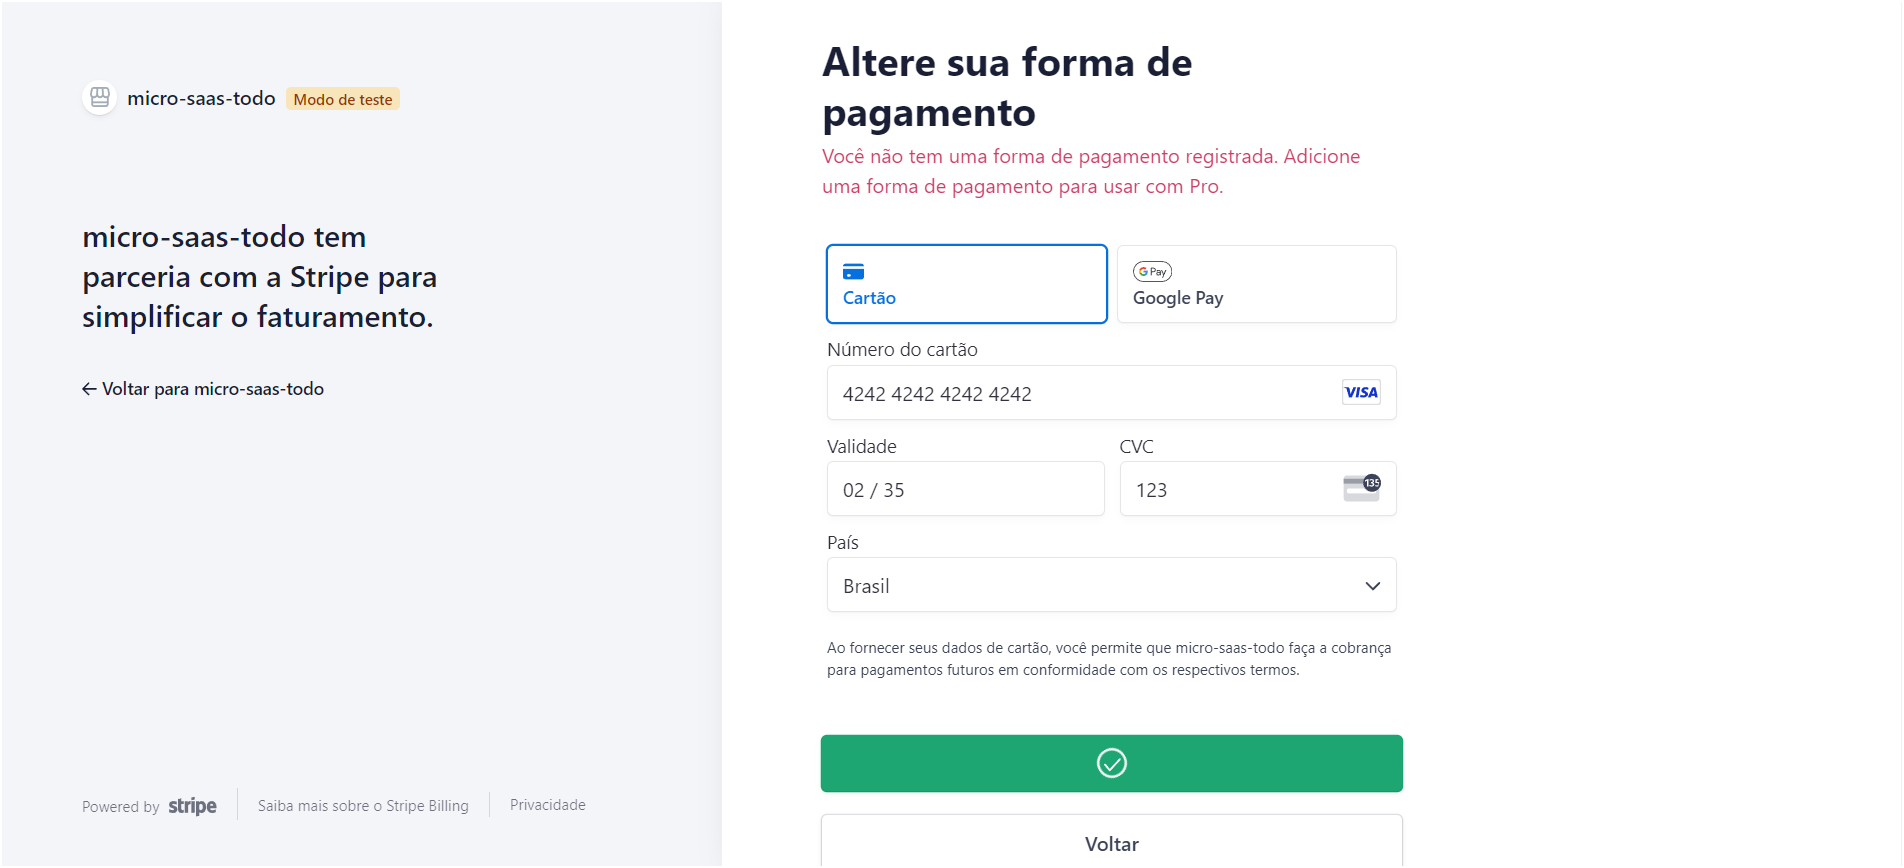 micro-saas-todo Modo de teste
micro-saas-todo tem
parceria com a Stripe para
simplificar o faturamento.
← Voltar para micro-saas-todo
Powered by stripe
Saiba mais sobre o Stripe Billing
Privacidade
Altere sua forma de
pagamento
Você não tem uma forma de pagamento registrada. Adicione
uma forma de pagamento para usar com Pro.
Cartão
G Pay
Google Pay
Número do cartão
4242 4242 4242 4242
VISA
Validade
CVC
02 / 35
123
135
País
Brasil
Ao fornecer seus dados de cartão, você permite que micro-saas-todo faça a cobrança
para pagamentos futuros em conformidade com os respectivos termos.
Voltar